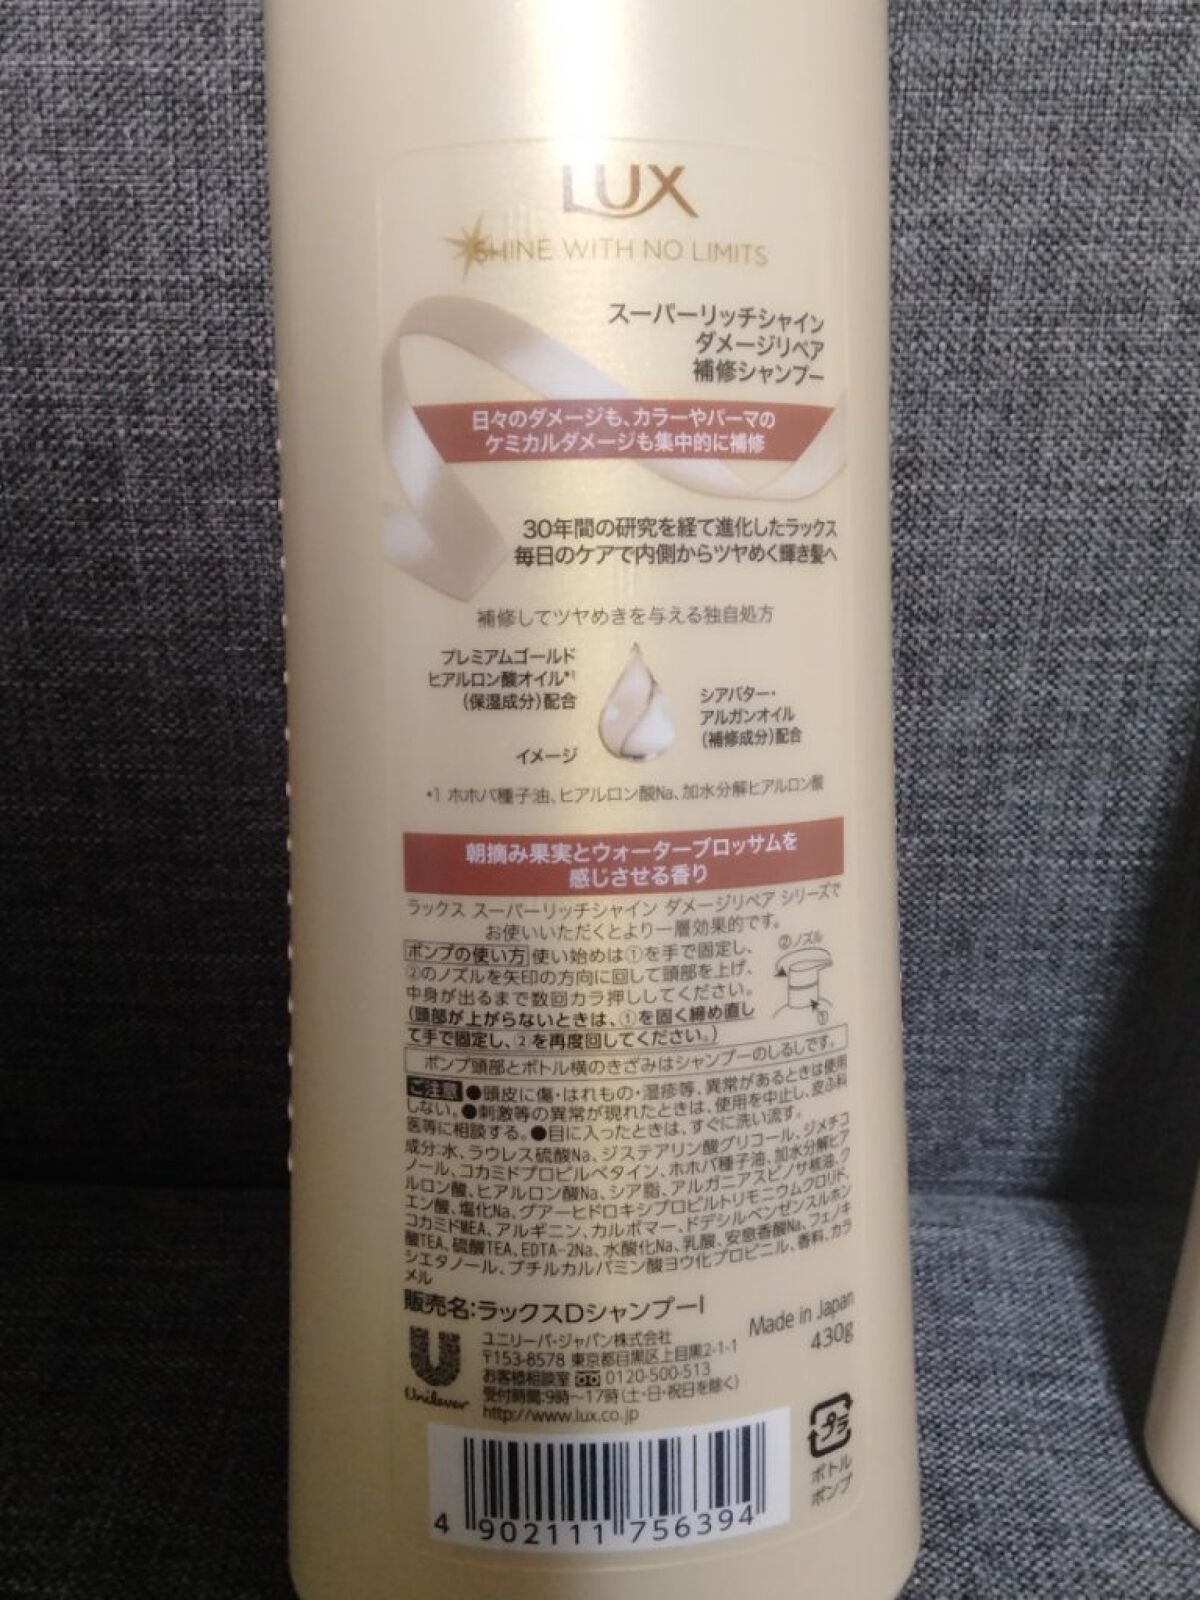 LUX
SHINE WITH NO LIMITS
スーパーリッチシャイン
ダメージリペア
補修シャンプー
日々のダメージも、カラーやパーマの
ケミカルダメージも集中的に補修
30年間の研究を経て進化したラックス
毎日のケアで内側からツヤめく輝き髪へ
補修してツヤめきを与える独自処方
プレミアムゴールド
ヒアルロン酸オイル*1
(保湿成分)配合
シアバター・
アルガンオイル
(補修成分)配合
イメージ
*1 ホホバ種子油、ヒアルロン酸Na、加水分解ヒアルロン酸
朝摘み果実とウォーターブロッサムを
感じさせる香り
ラックス スーパーリッチシャイン ダメージリペア シリーズで
お使いいただくとより一層効果的です。
ポンプの使い方 使い始めは①を手で固定し、
②のノズルを矢印の方向に回して頭部を上げ、
中身が出るまで数回カラ押ししてください。
(頭部が上がらないときは、①を固く締め直し
て手で固定し、②を再度回してください。)
②ノズル
①
ポンプ頭部とボトル横のきざみはシャンプーのしるしです。
ご注意 ●頭皮に傷・はれもの・湿疹等、異常があるときは使用
しない。●刺激等の異常が現れたときは、使用を中止し、皮ふ科
医等に相談する。●目に入ったときは、すぐに洗い流す。
成分:水、ラウレス硫酸Na、ジステアリン酸グリコール、ジメチコ
ノール、コカミドプロピルベタイン、ホホバ種子油、加水分解ヒア
ルロン酸、ヒアルロン酸Na、シア脂、アルガニアスピノサ核油、ク
エン酸、塩化Na、グアーヒドロキシプロピルトリモニウムクロリド、
コカミドMEA、アルギニン、カルボマー、ドデシルベンゼンスルホン
酸TEA、硫酸TEA、EDTA-2Na、水酸化Na、乳酸、安息香酸Na、フェノキ
シエタノール、ブチルカルバミン酸ヨウ化プロピニル、香料、カラ
メル
販売名:ラックスDシャンプーI
Made in Japan
430g
Unilever
ユニリーバ・ジャパン株式会社
〒153-8578 東京都目黒区上目黒2-1-1
お客様相談室 0120-500-513
受付時間:9時〜17時(土・日・祝日を除く)
http://www.lux.co.jp
プラ
ボトル
ポンプ
4 902111 756394